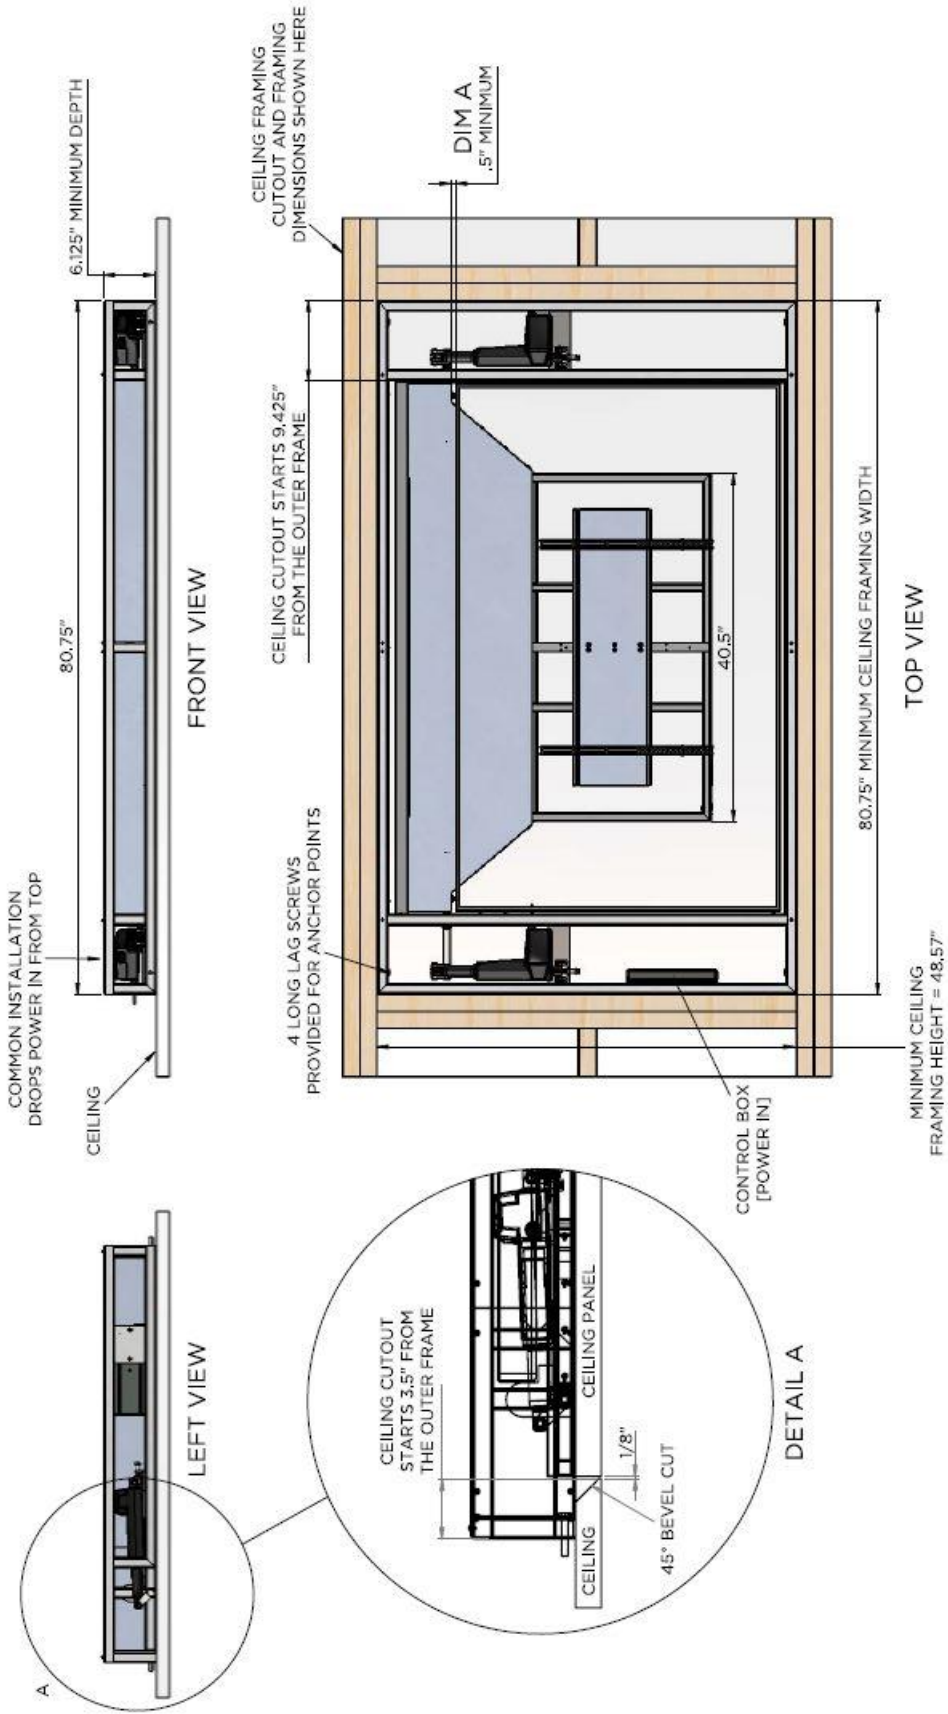 COMMON INSTALLATION
DROPS POWER IN FROM TOP
80.75"
6.125" MINIMUM DEPTH
CEILING
FRONT VIEW
A
LEFT VIEW
4 LONG LAG SCREWS
PROVIDED FOR ANCHOR POINTS
CEILING CUTOUT STARTS 9.425"
FROM THE OUTER FRAME
CEILING FRAMING
CUTOUT AND FRAMING
DIMENSIONS SHOWN HERE
DIM A
.5" MINIMUM
40.5"
CONTROL BOX
[POWER IN]
80.75" MINIMUM CEILING FRAMING WIDTH
MINIMUM CEILING
FRAMING HEIGHT = 48.57"
TOP VIEW
CEILING CUTOUT
STARTS 3.5" FROM
THE OUTER FRAME
CEILING
CEILING PANEL
1/8"
45° BEVEL CUT
DETAIL A